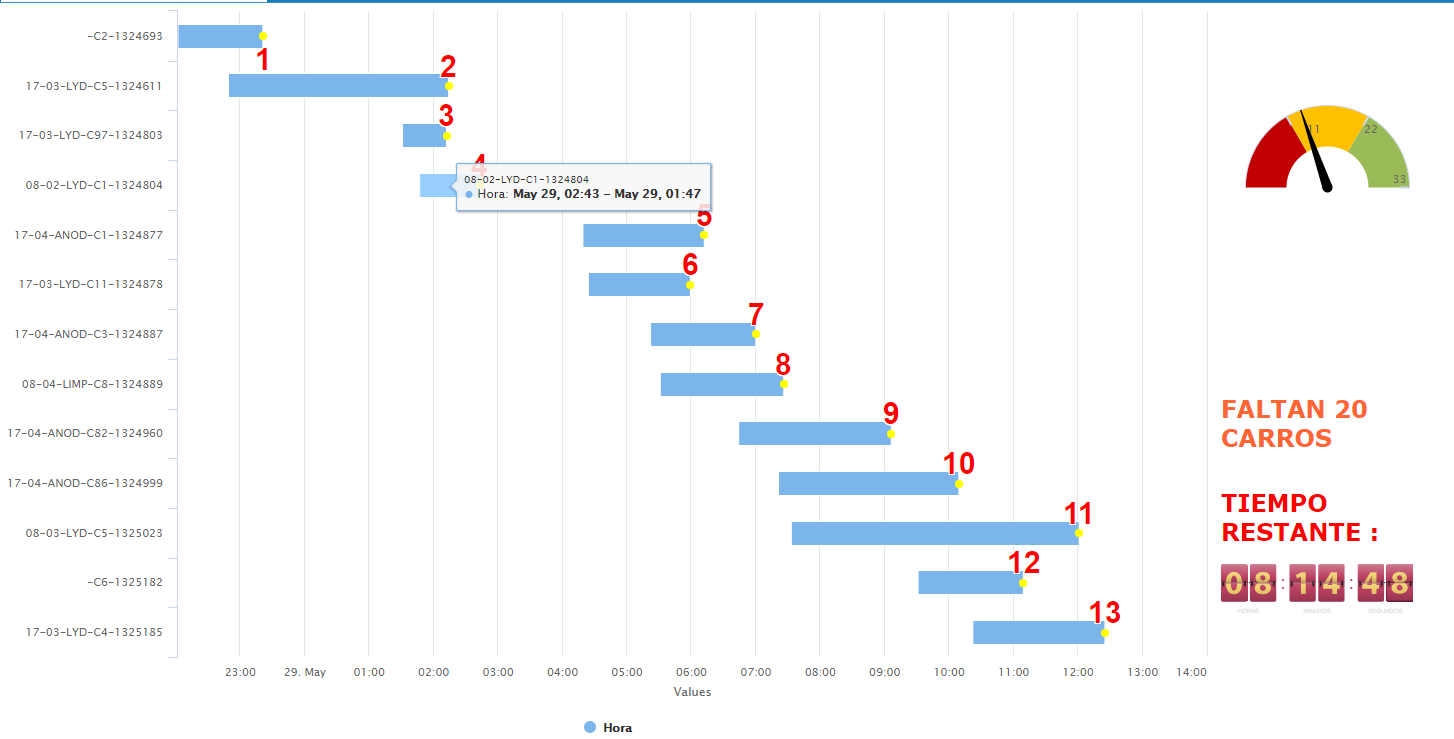 -C2-1324693
1
17-03-LYD-C5-1324611
2
17-03-LYD-C97-1324803
3
08-02-LYD-C1-1324804
4
08-02-LYD-C1-1324804
Hora: May 29, 02:43 – May 29, 01:47
17-04-ANOD-C1-1324877
5
17-03-LYD-C11-1324878
6
17-04-ANOD-C3-1324887
7
08-04-LIMP-C8-1324889
8
17-04-ANOD-C82-1324960
9
17-04-ANOD-C86-1324999
10
08-03-LYD-C5-1325023
11
-C6-1325182
12
17-03-LYD-C4-1325185
13
23:00 29. May 01:00 02:00 03:00 04:00 05:00 06:00 07:00 08:00 09:00 10:00 11:00 12:00 13:00 14:00
Values
Hora
11 22
33
FALTAN 20
CARROS
TIEMPO
RESTANTE :
08:14:48
HORAS MINUTOS SEGUNDOS